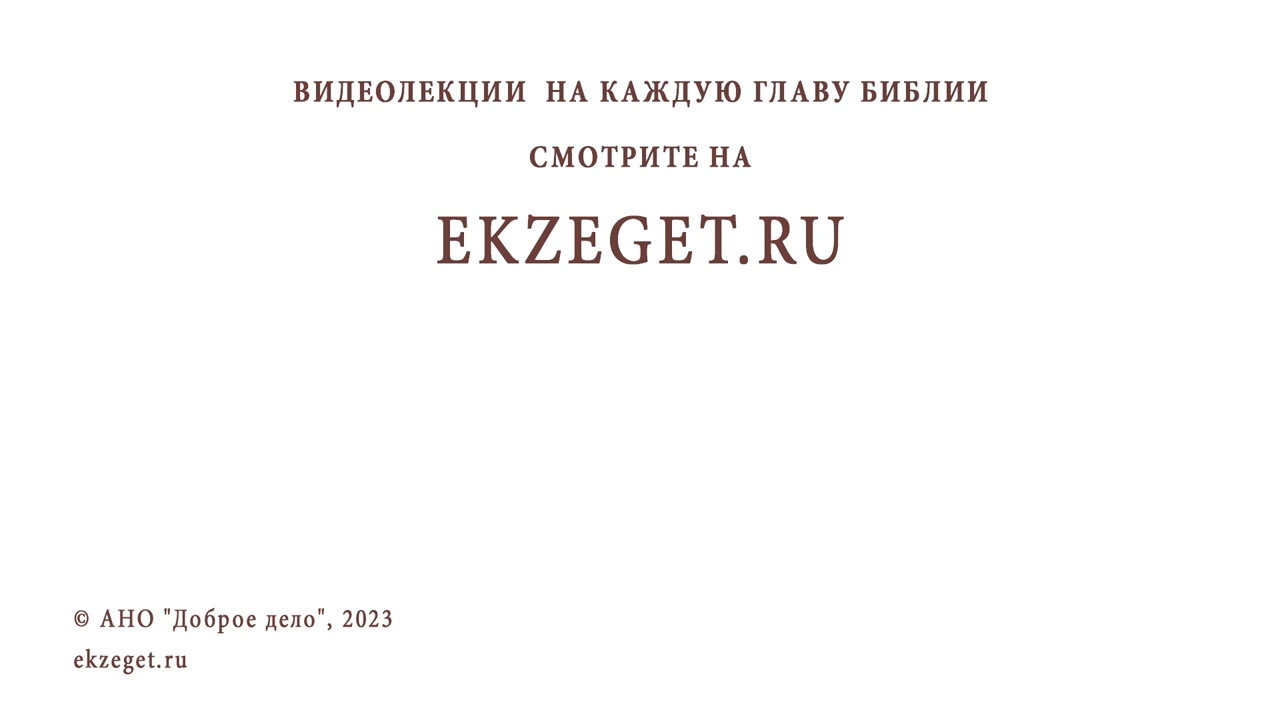 ВИДЕОЛЕКЦИИ НА КАЖДУЮ ГЛАВУ БИБЛИИ
СМОТРИТЕ НА
EKZEGET.RU
© АНО "Доброе дело", 2023
ekzeget.ru